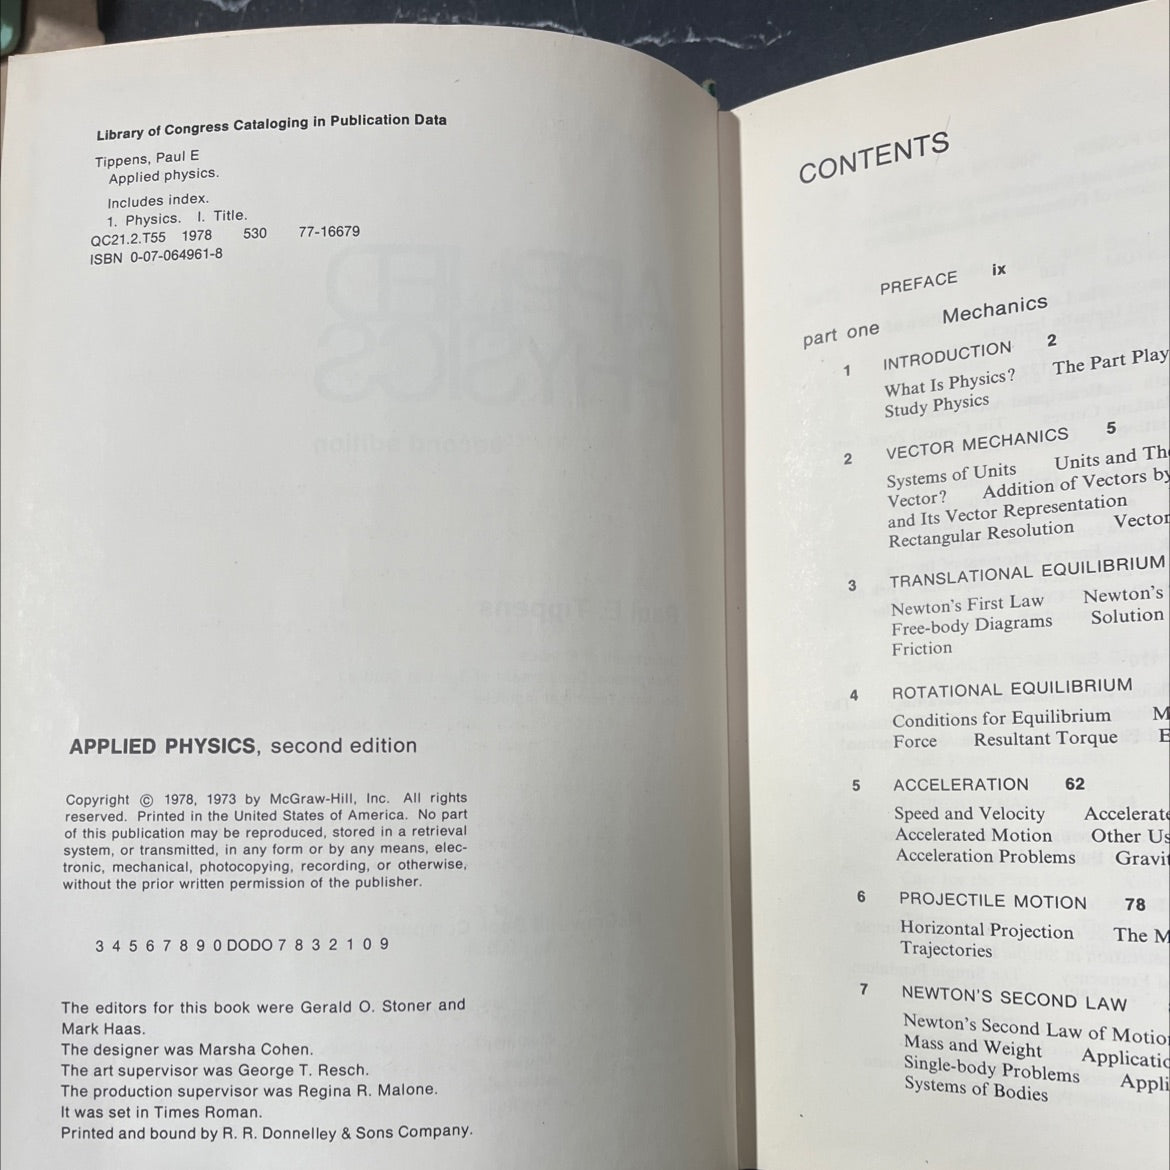 Library of Congress Cataloging in Publication Data
Tippens, Paul E
Applied physics.
Includes index.
1. Physics. I. Title.
QC21.2.T55 1978 530 77-16679
ISBN 0-07-064961-8
APPLIED PHYSICS, second edition
Copyright © 1978, 1973 by McGraw-Hill, Inc. All rights
reserved. Printed in the United States of America. No part
of this publication may be reproduced, stored in a retrieval
system, or transmitted, in any form or by any means, elec-
tronic, mechanical, photocopying, recording, or otherwise,
without the prior written permission of the publisher.
3 4 5 6 7 8 9 0 DODO 7 8 3 2 1 0 9
The editors for this book were Gerald O. Stoner and
Mark Haas.
The designer was Marsha Cohen.
The art supervisor was George T. Resch.
The production supervisor was Regina R. Malone.
It was set in Times Roman.
Printed and bound by R. R. Donnelley & Sons Company.
CONTENTS
PREFACE ix
part one Mechanics
1 INTRODUCTION 2
What Is Physics? The Part Play
Study Physics
2 VECTOR MECHANICS 5
Systems of Units Units and Th
Vector? Addition of Vectors by
and Its Vector Representation
Rectangular Resolution Vector
3 TRANSLATIONAL EQUILIBRIUM
Newton's First Law Newton's
Free-body Diagrams Solution
Friction
4 ROTATIONAL EQUILIBRIUM
Conditions for Equilibrium M
Force Resultant Torque E
5 ACCELERATION 62
Speed and Velocity Accelerate
Accelerated Motion Other Us
Acceleration Problems Gravit
6 PROJECTILE MOTION 78
Horizontal Projection The M
Trajectories
7 NEWTON'S SECOND LAW
Newton's Second Law of Motio
Mass and Weight Applicatio
Single-body Problems Appli
Systems of Bodies